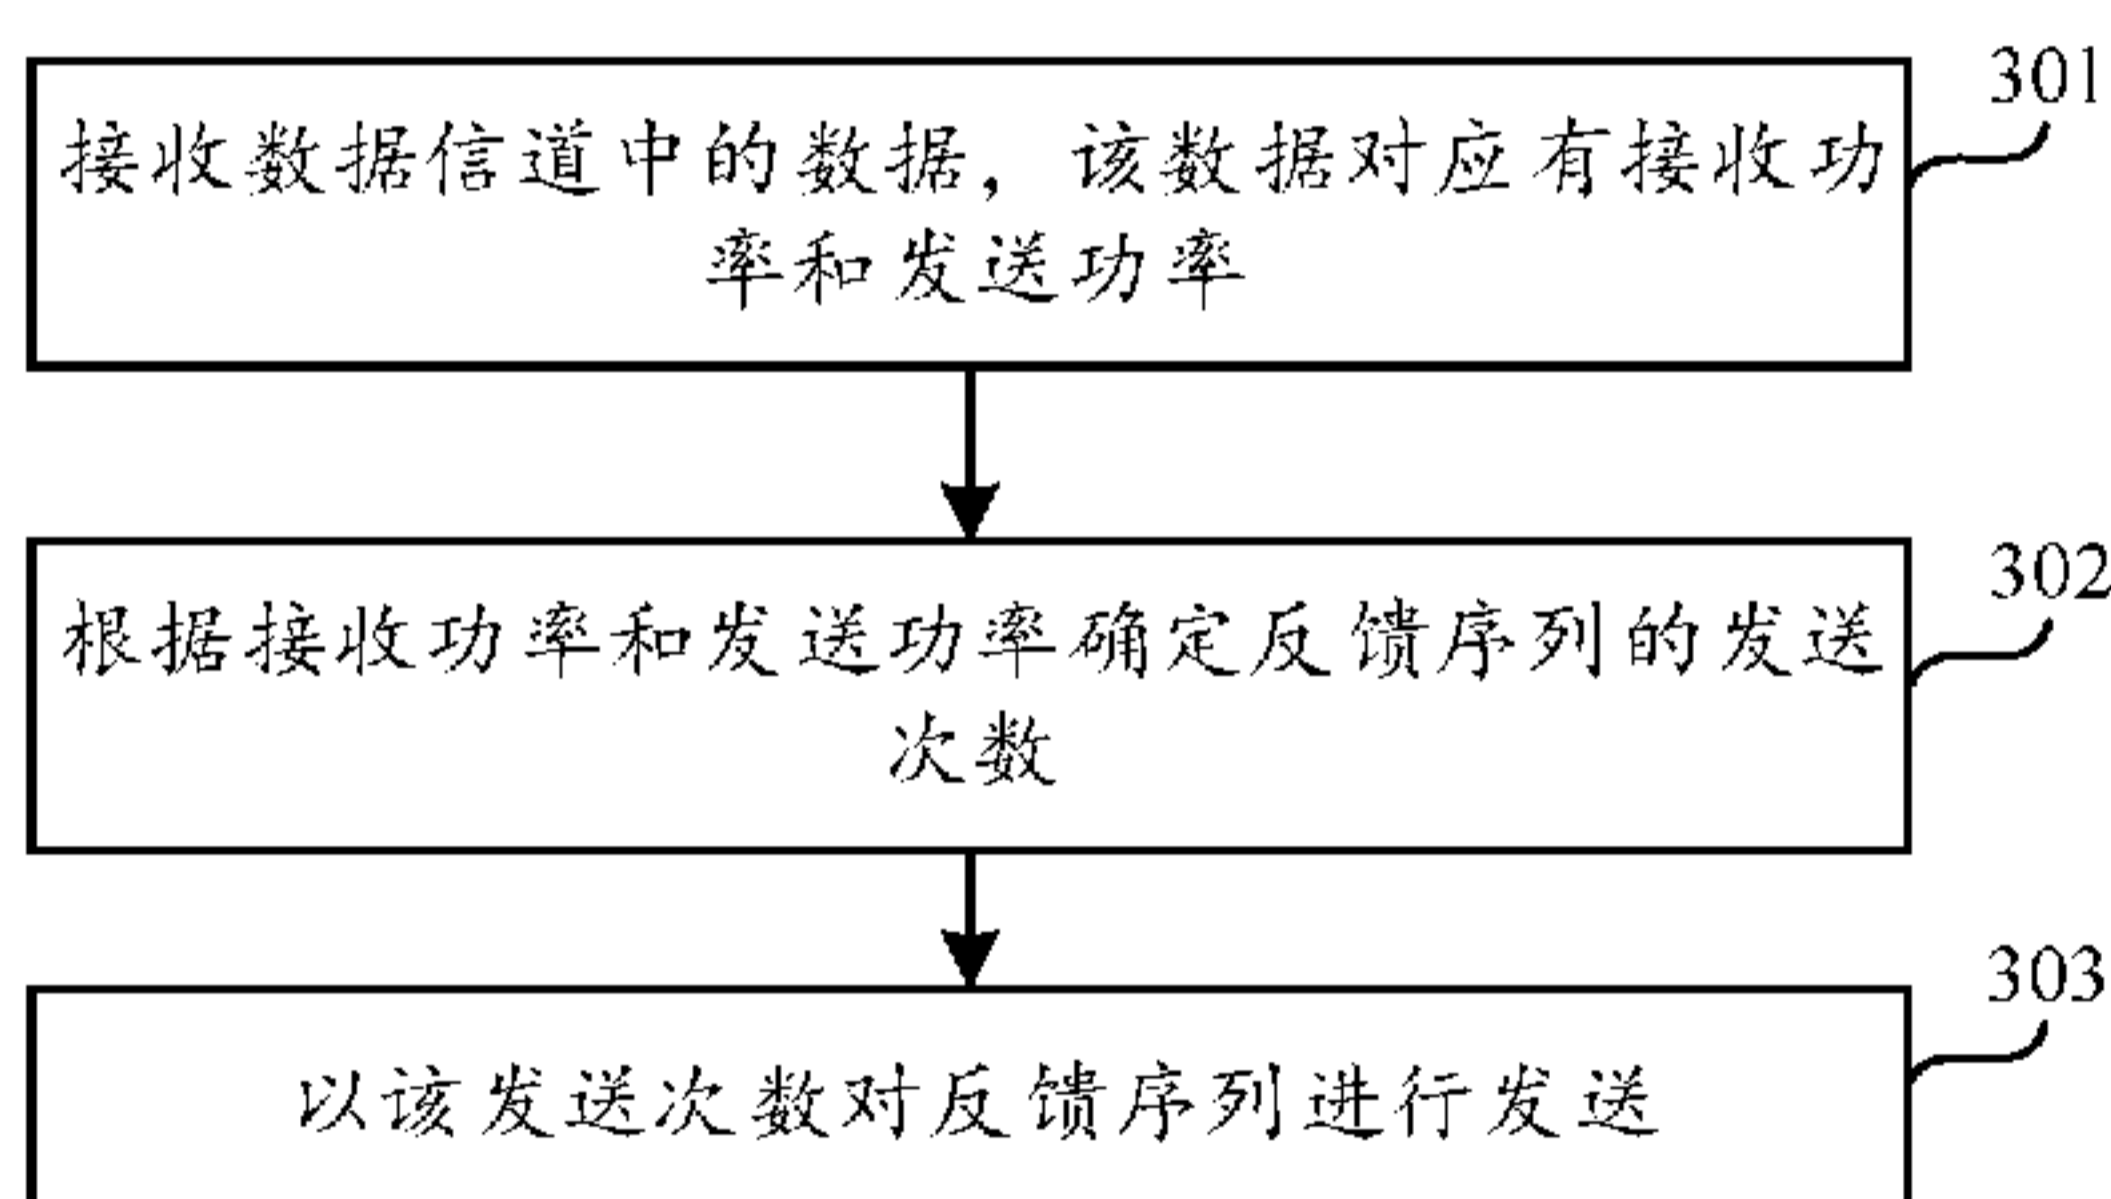 301
接收数据信道中的数据，该数据对应有接收功
率和发送功率
302
根据接收功率和发送功率确定反馈序列的发送
次数
303
以该发送次数对反馈序列进行发送